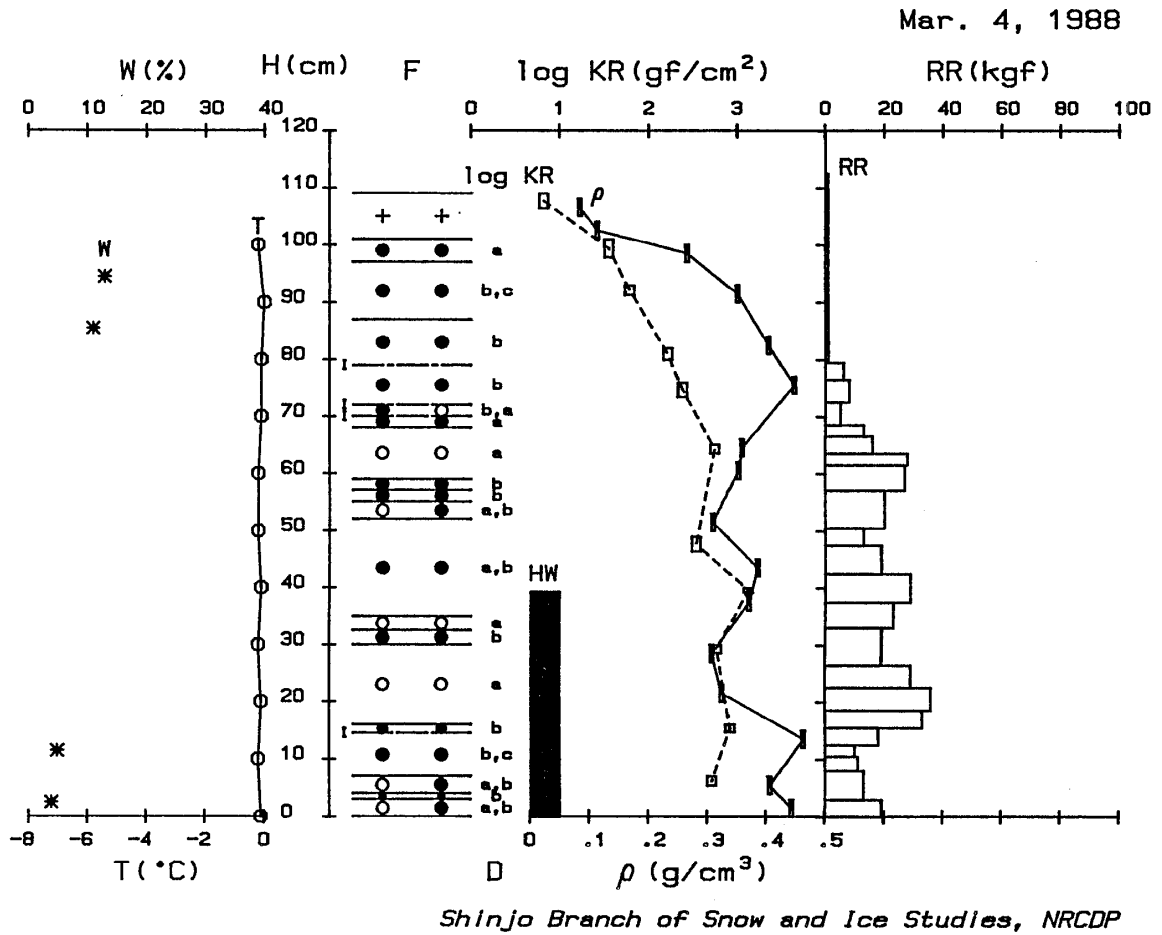 Mar. 4, 1988
W(%) H(cm) F log KR(gf/cm²) RR(kgf)
0 10 20 30 40 0 1 2 3 0 20 40 60 80 100
120
log KR ρ RR
110
T
W 100 a
90 b,c
80 b
I
b
I 70 b,a
I a
a
60 b
b
a,b
50
a,b
40 HW
a
30 b
a
20
I b
10 b,c
a,b
b
0 a,b
-8 -6 -4 -2 0 0 .1 .3 .4 .5
T(°C) D ρ (g/cm³)
Shinjo Branch of Snow and Ice Studies, NRCDP